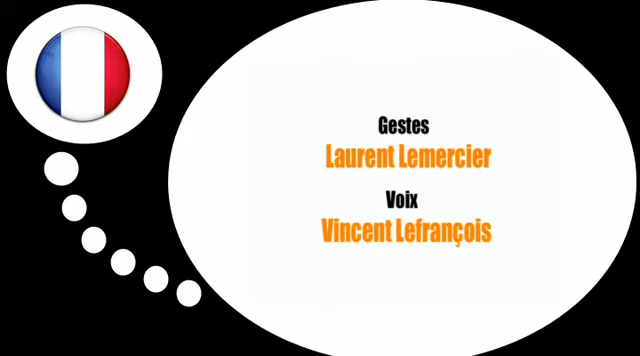 Gestes
Laurent Lemercier
Voix
Vincent Lefrançois